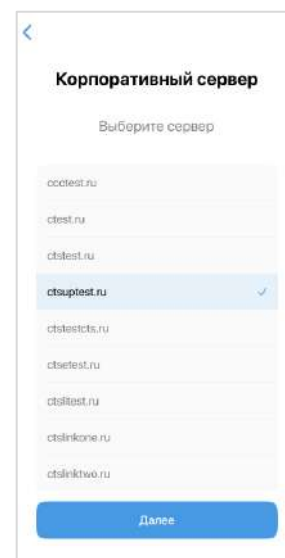 Корпоративный сервер
Выберите сервер
ccctest.ru
ctest.ru
ctstest.ru
ctsuptest.ru
ctstestcts.ru
ctsetest.ru
ctslitest.ru
ctslinkone.ru
ctslinktwo.ru
Далее